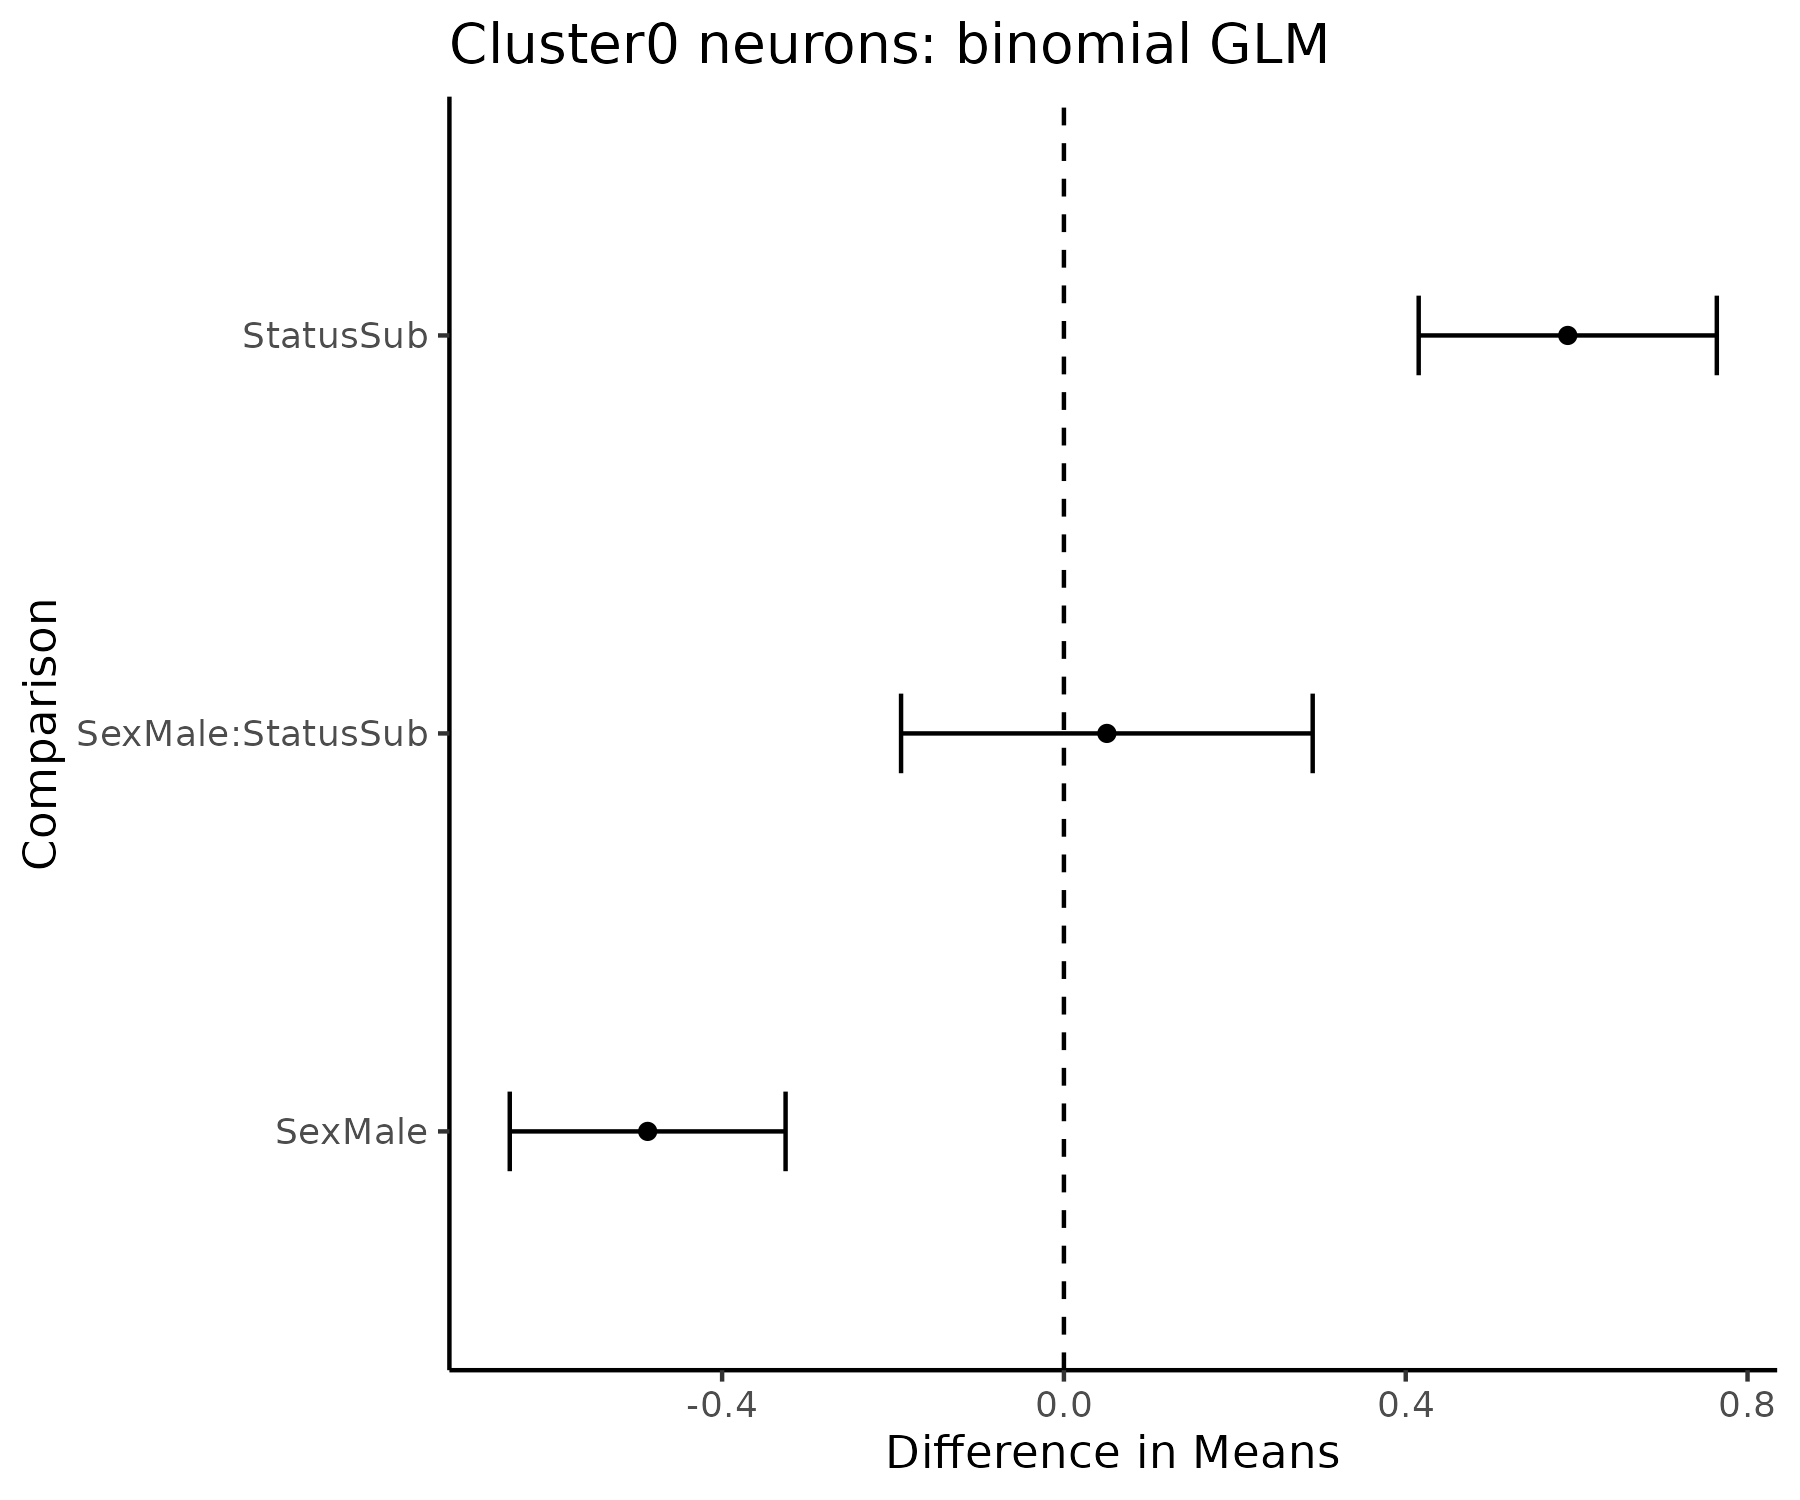 Cluster0 neurons: binomial GLM
Comparison
StatusSub
SexMale:StatusSub
SexMale
-0.4
0.0
0.4
0.8
Difference in Means